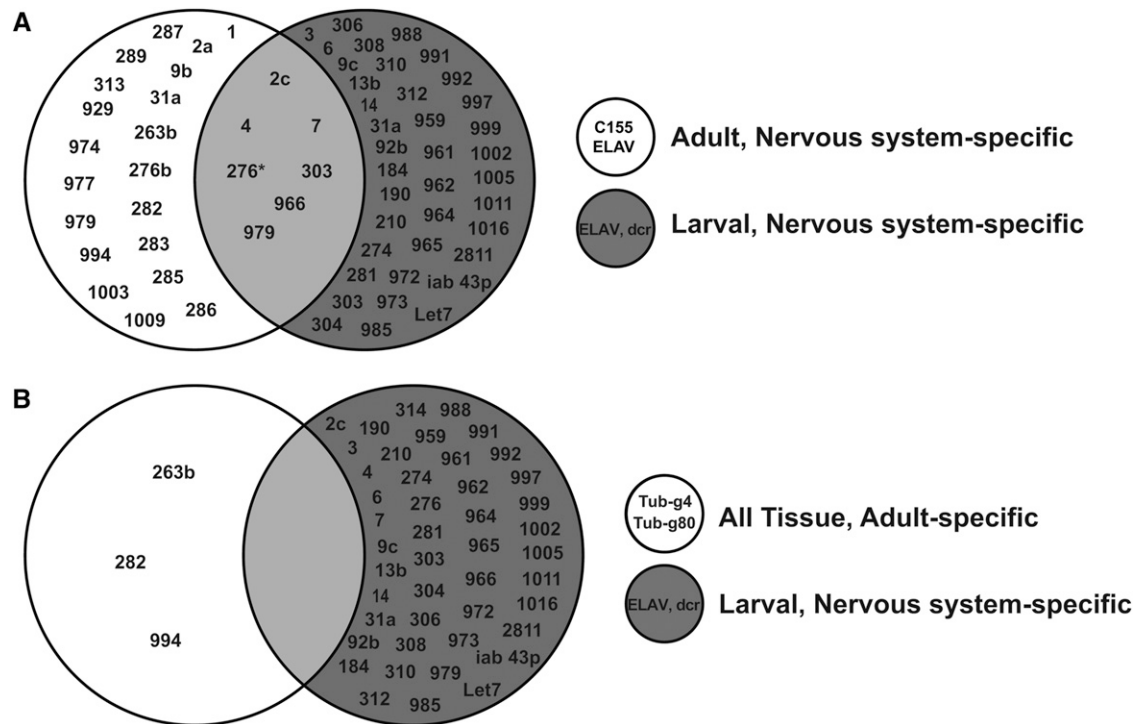 A
287
1
2a
289
9b
313
31a
929
263b
974
276b
977
282
979
283
994
285
1003
286
1009
2c
4
7
276*
303
966
979
3
306
988
6
308
991
9c
310
992
13b
312
997
14
31a
959
999
92b
961
1002
184
962
1005
190
1011
210
964
1016
274
965
2811
281
972
iab 43p
303
973
Let7
304
985
C155
ELAV
Adult, Nervous system-specific
ELAV, dcr
Larval, Nervous system-specific
B
263b
282
994
2c
190
314
988
3
210
959
991
4
274
961
992
6
276
962
997
7
281
964
999
9c
303
965
1002
13b
304
966
1005
14
306
972
1011
31a
308
973
1016
92b
310
979
2811
184
iab 43p
312
985
Let7
Tub-g4
Tub-g80
All Tissue, Adult-specific
ELAV, dcr
Larval, Nervous system-specific